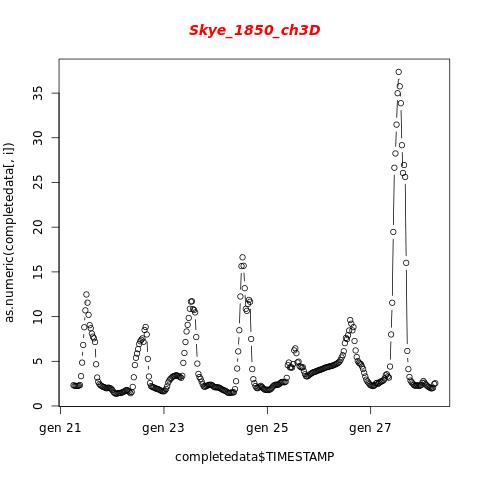 Skye_1850_ch3D
as.numeric(completedata[, i])
35
30
25
20
15
10
5
0
gen 21
gen 23
gen 25
gen 27
completedata$TIMESTAMP